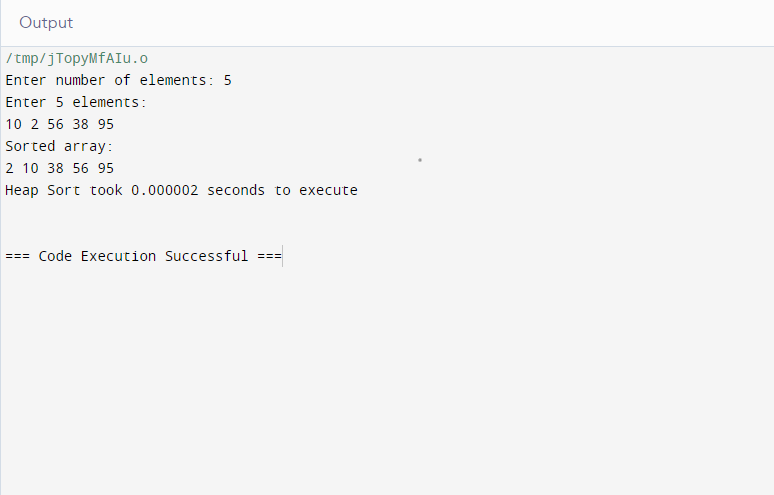 Output
/tmp/jTopyMfAIu.o
Enter number of elements: 5
Enter 5 elements:
10 2 56 38 95
Sorted array:
2 10 38 56 95
Heap Sort took 0.000002 seconds to execute
=== Code Execution Successful ===